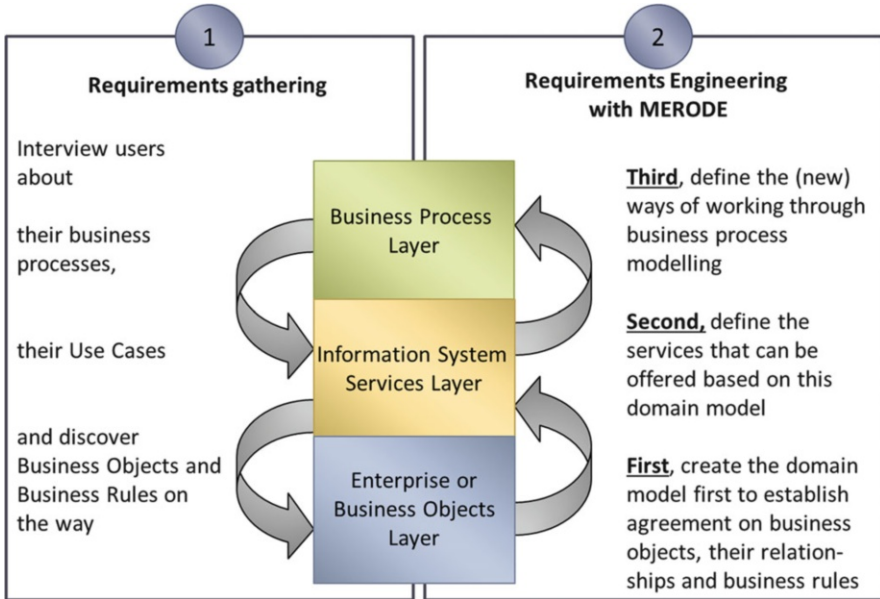 1
Requirements gathering
Interview users
about
their business
processes,
their Use Cases
and discover
Business Objects and
Business Rules on
the way
Business Process
Layer
Information System
Services Layer
Enterprise or
Business Objects
Layer
2
Requirements Engineering
with MERODE
Third, define the (new)
ways of working through
business process
modelling
Second, define the
services that can be
offered based on this
domain model
First, create the domain
model first to establish
agreement on business
objects, their relation-
ships and business rules